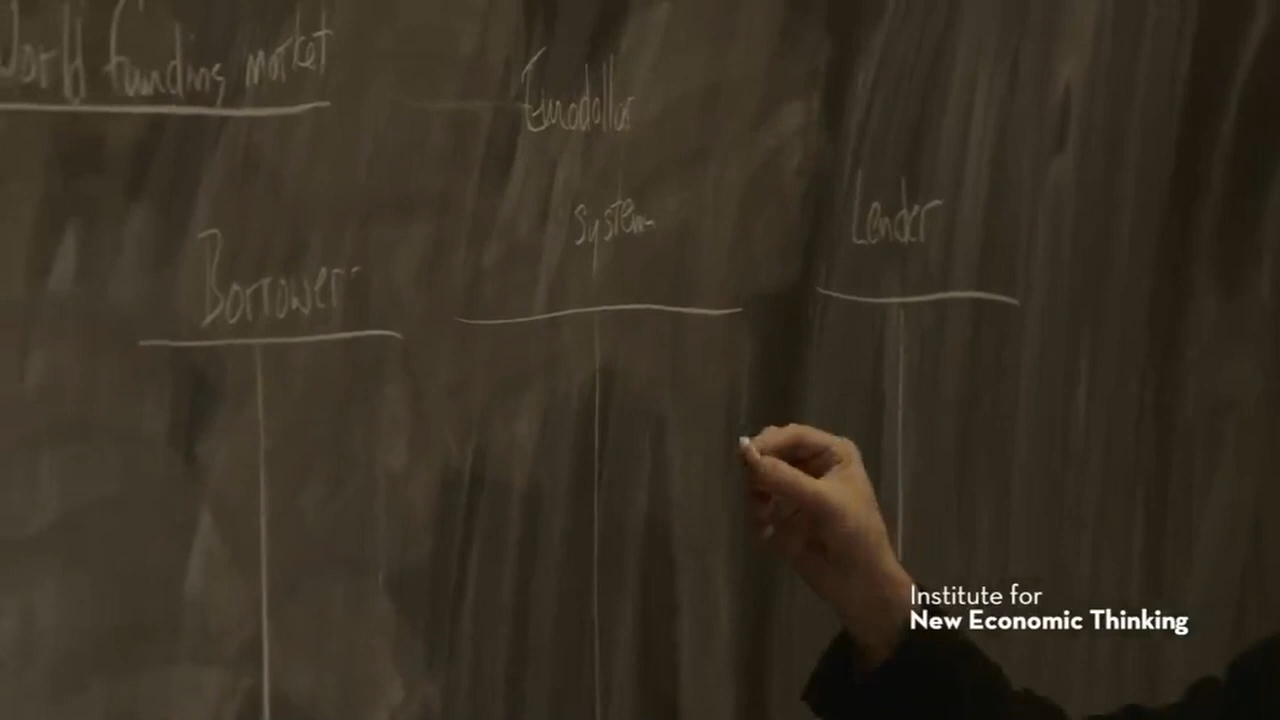 World funding market
Eurodollar
system
Lender
Borrower
Institute for
New Economic Thinking